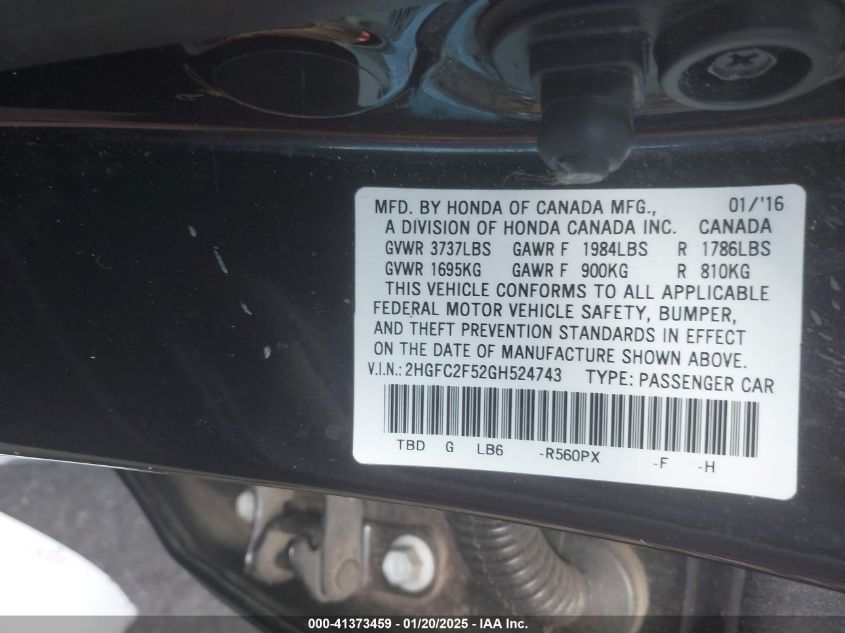 MFD. BY HONDA OF CANADA MFG., 01/'16
A DIVISION OF HONDA CANADA INC. CANADA
GVWR 3737LBS GAWR F 1984LBS R 1786LBS
GVWR 1695KG GAWR F 900KG R 810KG
THIS VEHICLE CONFORMS TO ALL APPLICABLE
FEDERAL MOTOR VEHICLE SAFETY, BUMPER,
AND THEFT PREVENTION STANDARDS IN EFFECT
ON THE DATE OF MANUFACTURE SHOWN ABOVE.
V.I.N.: 2HGFC2F52GH524743 TYPE: PASSENGER CAR
TBD G LB6 -R560PX -F -H
000-41373459 - 01/20/2025 - IAA Inc.